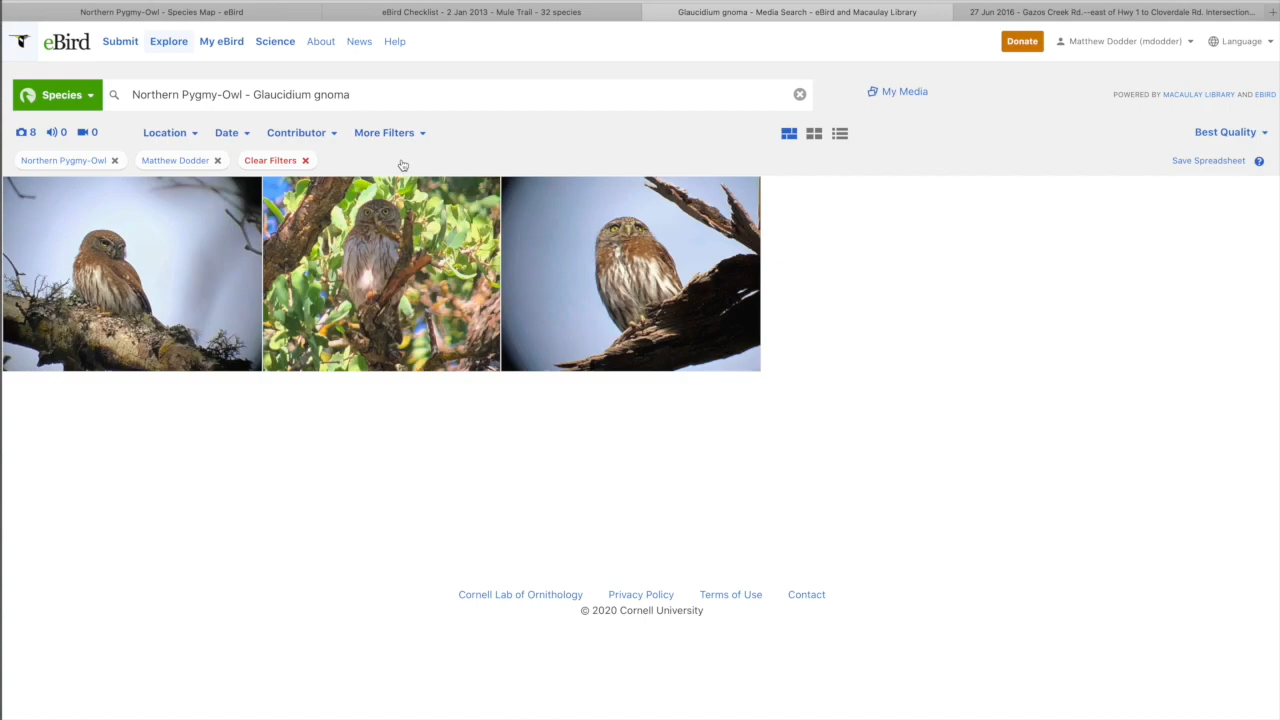 Northern Pygmy-Owl - Species Map - eBird
eBird Checklist - 2 Jan 2013 - Mule Trail - 32 species
Glaucidium gnoma - Media Search - eBird and Macaulay Library
27 Jun 2016 - Gazos Creek Rd.--east of Hwy 1 to Cloverdale Rd. Intersection...
eBird Submit Explore My eBird Science About News Help Donate Matthew Dodder (mdodder) Language
Species Northern Pygmy-Owl - Glaucidium gnoma My Media POWERED BY MACAULAY LIBRARY AND EBIRD
8 0 0 Location Date Contributor More Filters Best Quality
Northern Pygmy-Owl Matthew Dodder Clear Filters Save Spreadsheet ?
Cornell Lab of Ornithology Privacy Policy Terms of Use Contact
© 2020 Cornell University